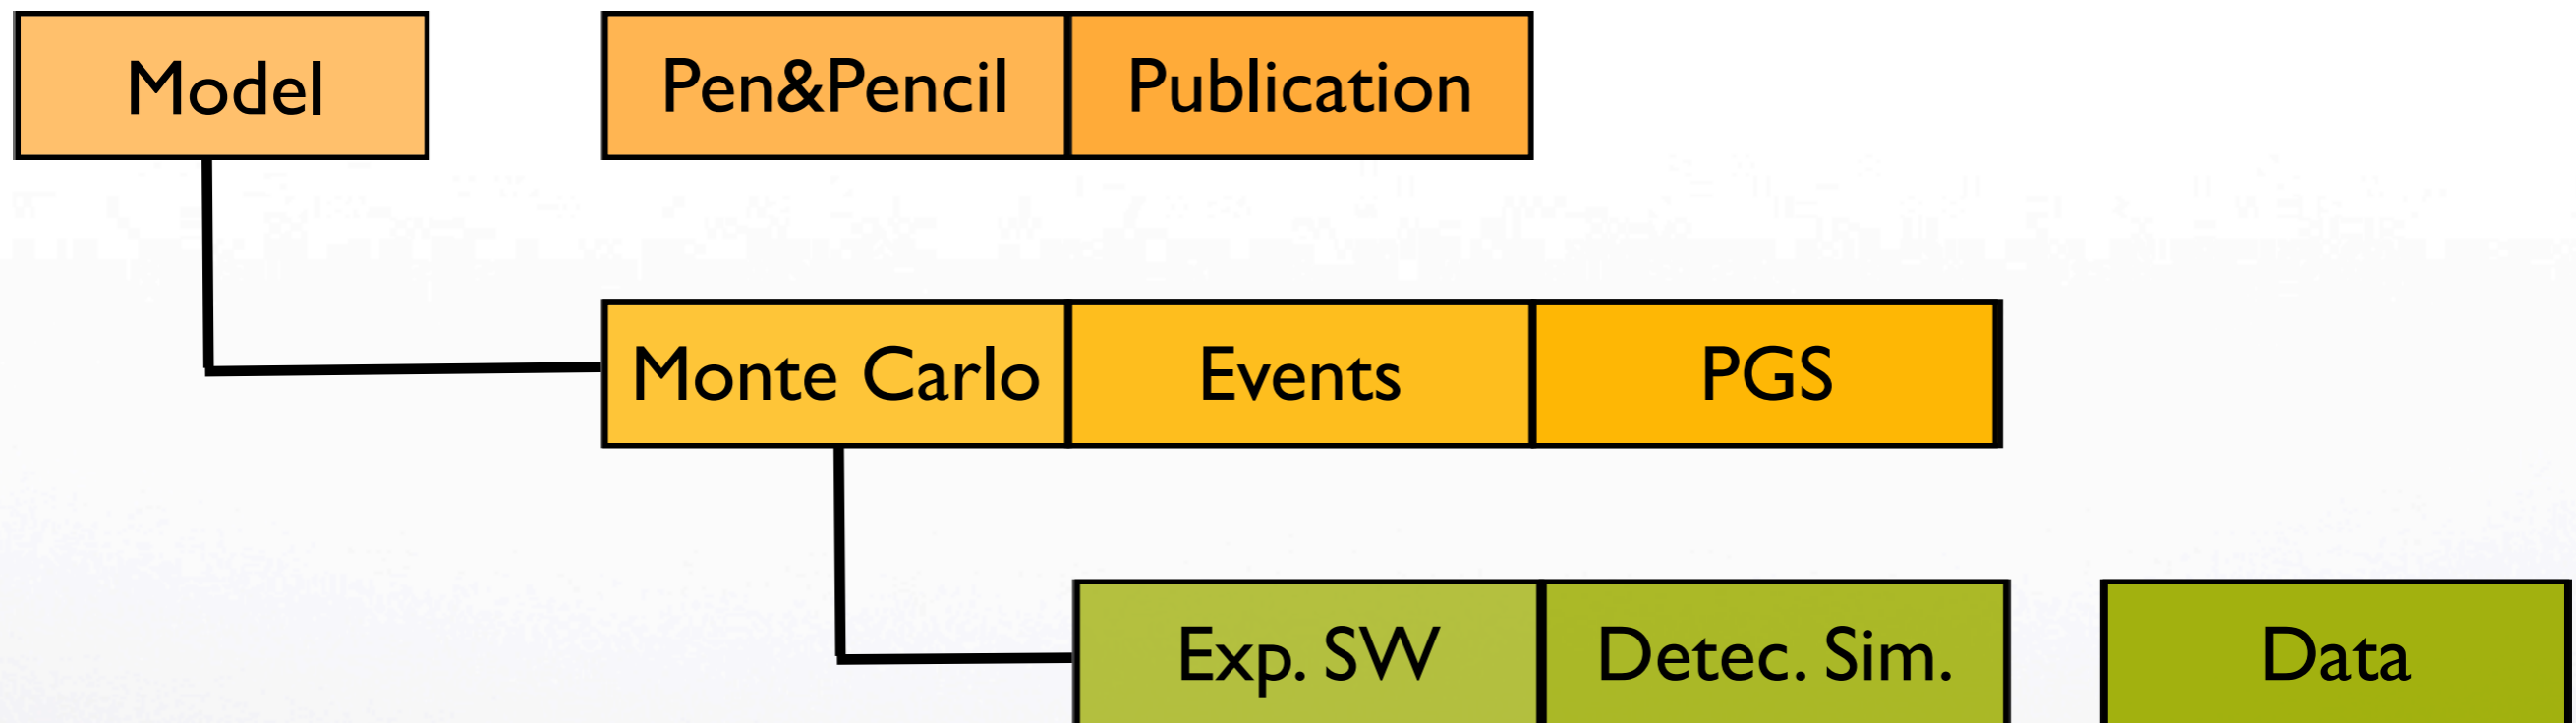 Model
Pen&Pencil
Publication
Monte Carlo
Events
PGS
Exp. SW
Detec. Sim.
Data